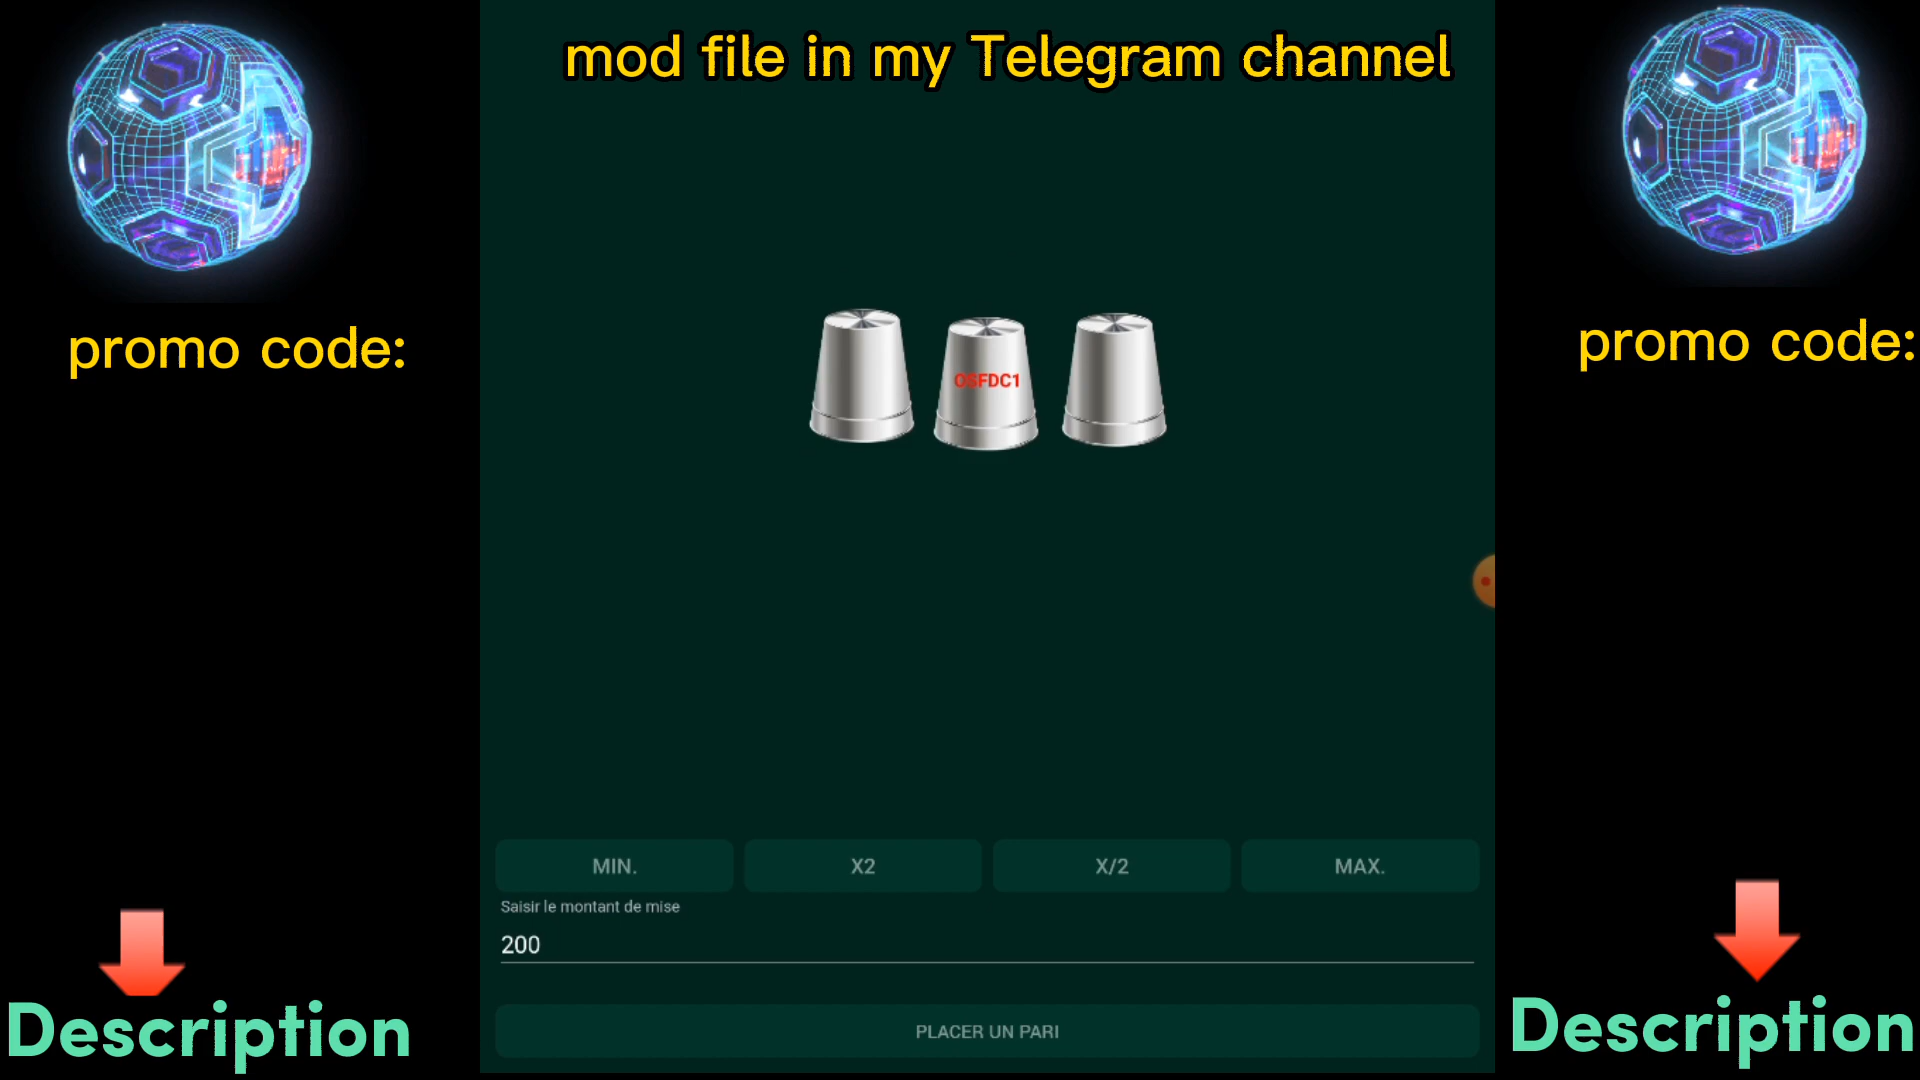 mod file in my Telegram channel
promo code:
promo code:
OSFDC1
MIN.
X2
X/2
MAX.
Saisir le montant de mise
200
PLACER UN PARI
Description
Description